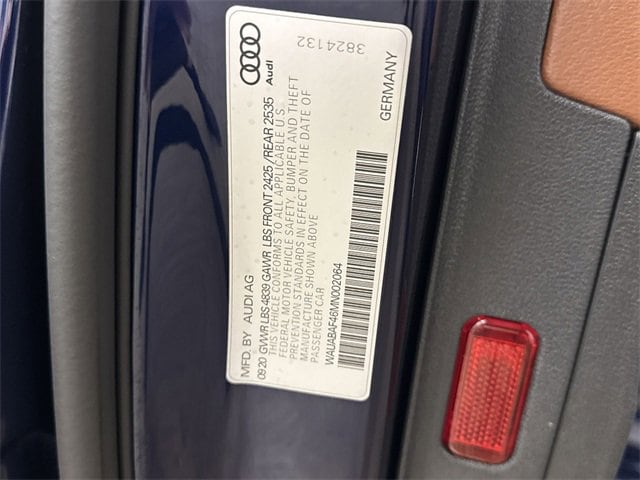 MFD. BY AUDI AG
09.20 GVWR LBS 4839 GAWR LBS FRONT 2425/REAR 2535
THIS VEHICLE CONFORMS TO ALL APPLICABLE U.S.
FEDERAL MOTOR VEHICLE SAFETY, BUMPER AND THEFT
PREVENTION STANDARDS IN EFFECT ON THE DATE OF
MANUFACTURE SHOWN ABOVE
PASSENGER CAR
WAUABAF46MN002064
GERMANY
Audi
3824132